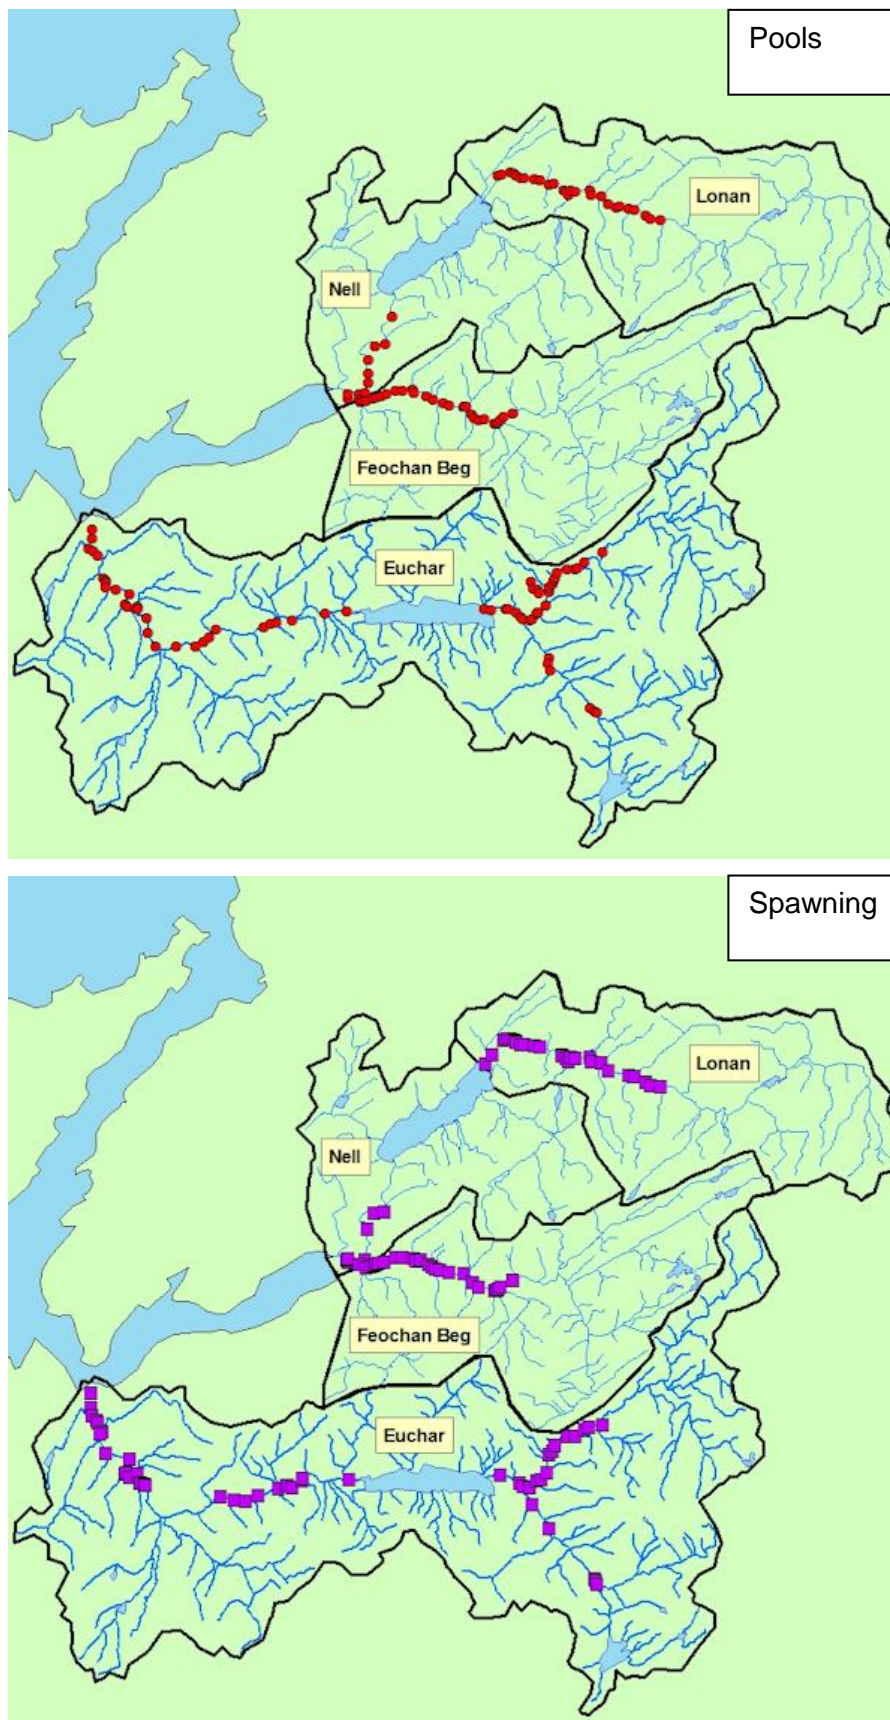 Pools
Lonan
Nell
Feochan Beg
Euchar
Spawning
Lonan
Nell
Feochan Beg
Euchar